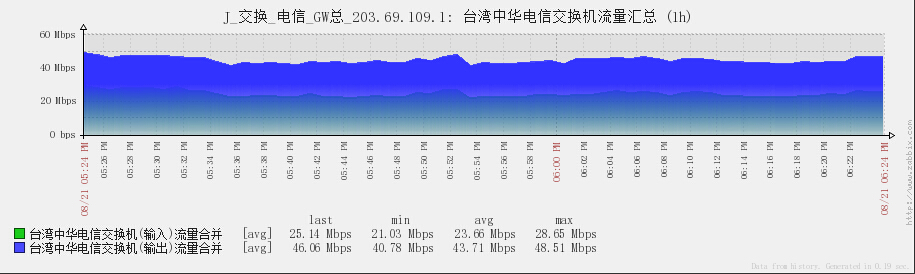 J_交换_电信_GW总_203.69.109.1: 台湾中华电信交换机流量汇总 (1h)
60 Mbps
40 Mbps
20 Mbps
0 bps
08/21 05:24 PM
05:26 PM
05:28 PM
05:30 PM
05:32 PM
05:34 PM
05:36 PM
05:38 PM
05:40 PM
05:42 PM
05:44 PM
05:46 PM
05:48 PM
05:50 PM
05:52 PM
05:54 PM
05:56 PM
05:58 PM
06:00 PM
06:02 PM
06:04 PM
06:06 PM
06:08 PM
06:10 PM
06:12 PM
06:14 PM
06:16 PM
06:18 PM
06:20 PM
06:22 PM
08/21 06:24 PM
http://www.zabbix.com
last min avg max
台湾中华电信交换机(输入)流量合并 [avg] 25.14 Mbps 21.03 Mbps 23.66 Mbps 28.65 Mbps
台湾中华电信交换机(输出)流量合并 [avg] 46.06 Mbps 40.78 Mbps 43.71 Mbps 48.51 Mbps
Data from history. Generated in 0.19 sec.